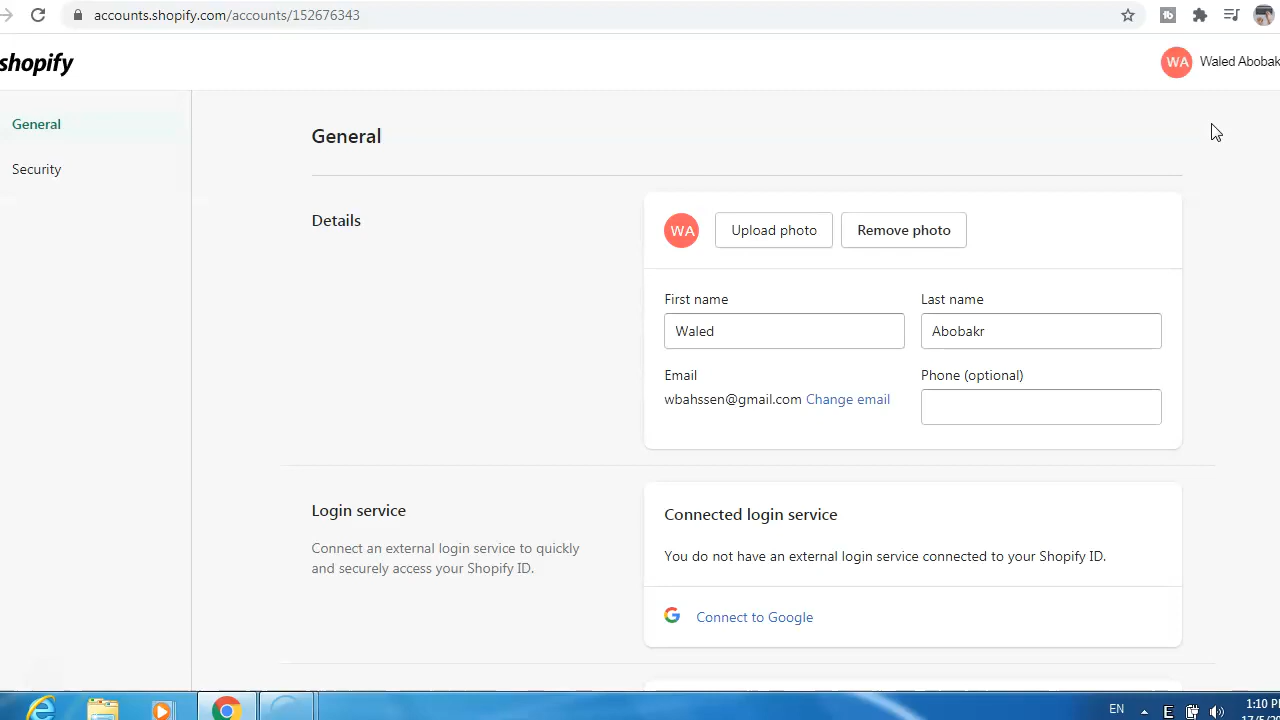 accounts.shopify.com/accounts/152676343
shopify
WA Waled Abobak
General
Security
General
Details
WA Upload photo Remove photo
First name Last name
Waled Abobakr
Email Phone (optional)
wbahssen@gmail.com Change email
Login service
Connect an external login service to quickly
and securely access your Shopify ID.
Connected login service
You do not have an external login service connected to your Shopify ID.
Connect to Google
EN 1:10 P